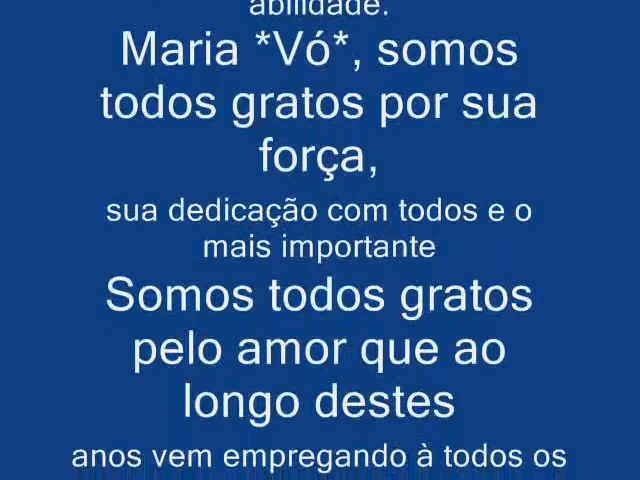 abilidade.
Maria *Vó*, somos
todos gratos por sua
força,
sua dedicação com todos e o
mais importante
Somos todos gratos
pelo amor que ao
longo destes
anos vem empregando à todos os